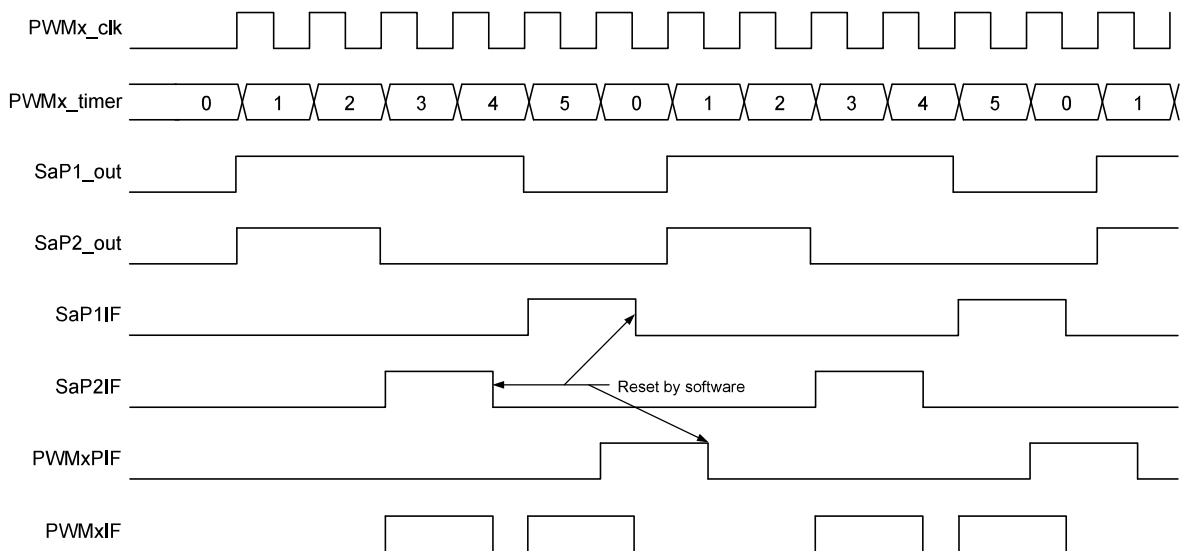 PWMx_clk
PWMx_timer 0 1 2 3 4 5 0 1 2 3 4 5 0 1
SaP1_out
SaP2_out
SaP1IF
SaP2IF
Reset by software
PWMxPIF
PWMxIF